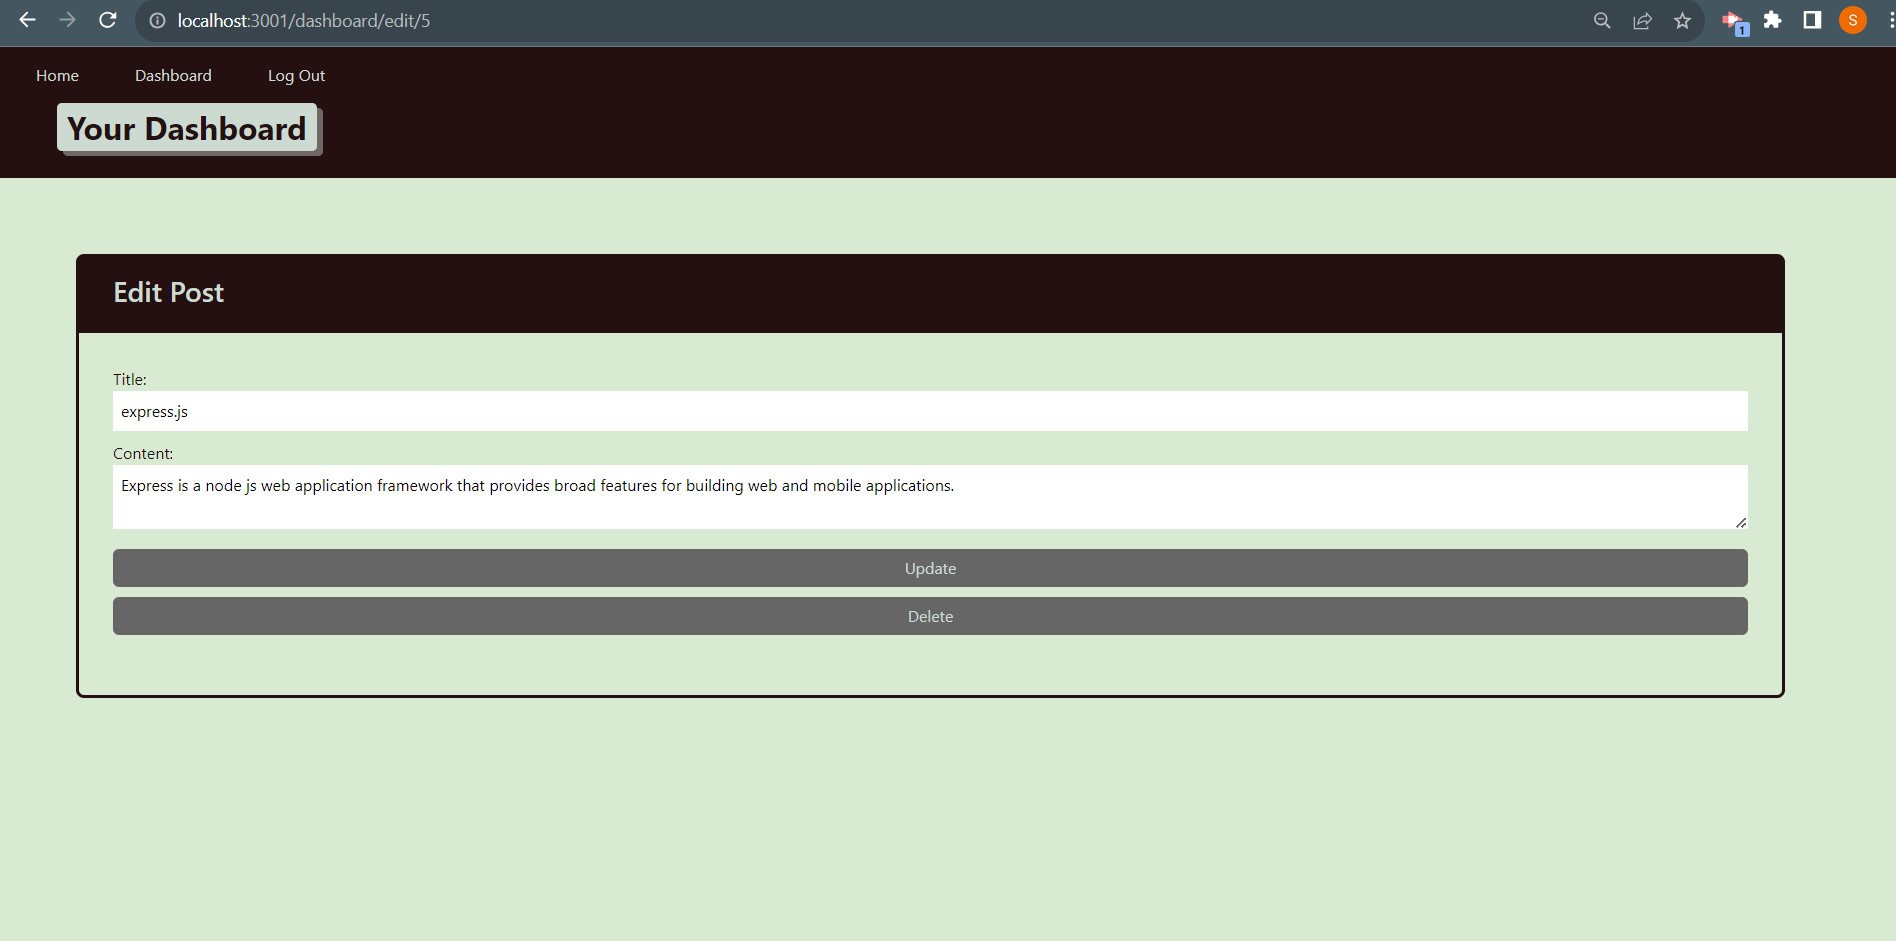 localhost:3001/dashboard/edit/5
1
S
Home Dashboard Log Out
Your Dashboard
Edit Post
Title:
express.js
Content:
Express is a node js web application framework that provides broad features for building web and mobile applications.
Update
Delete